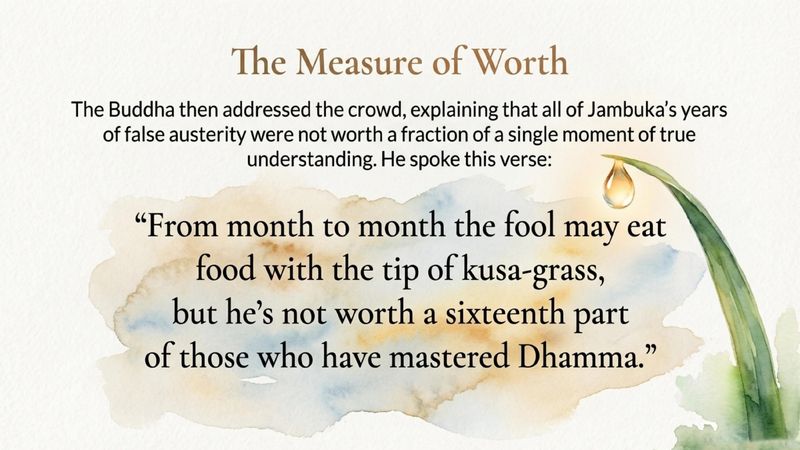 The Measure of Worth
The Buddha then addressed the crowd, explaining that all of Jambuka’s years
of false austerity were not worth a fraction of a single moment of true
understanding. He spoke this verse:
“From month to month the fool may eat
food with the tip of kusa-grass,
but he’s not worth a sixteenth part
of those who have mastered Dhamma.”